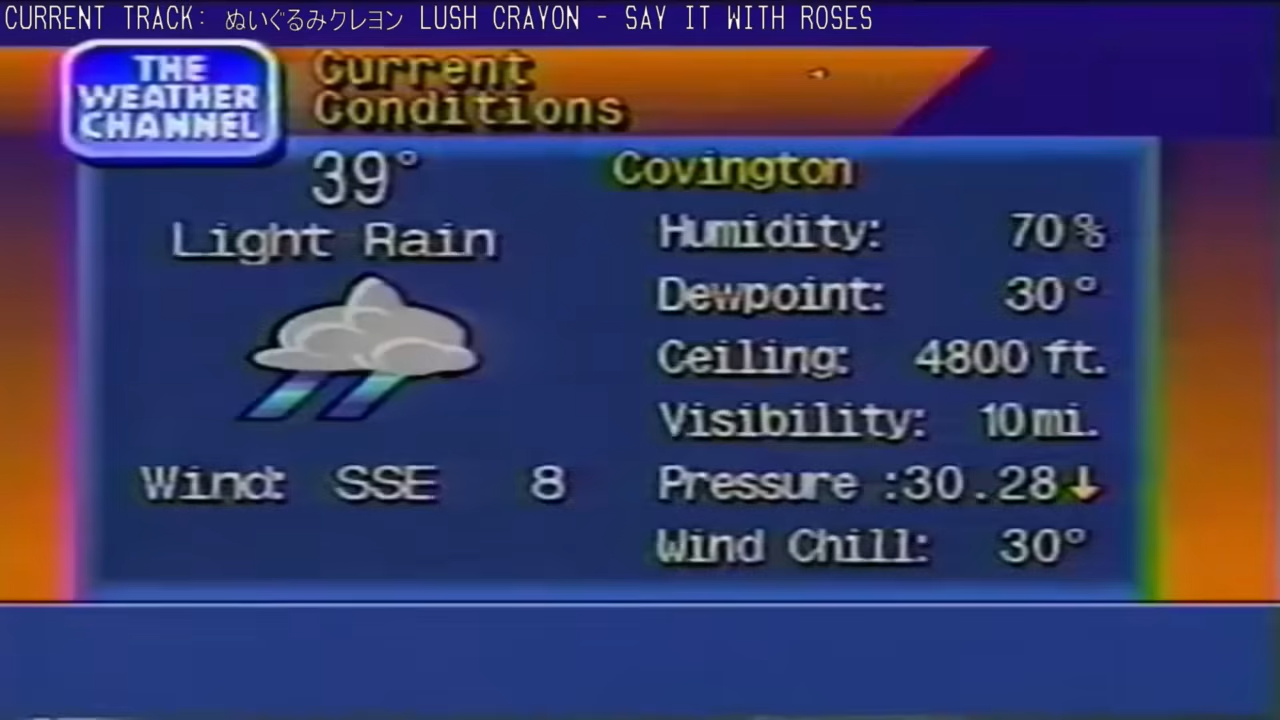 CURRENT TRACK: ぬいぐるみクレヨン LUSH CRAYON - SAY IT WITH ROSES
THE
WEATHER
CHANNEL
Current
Conditions
39°
Light Rain
Wind: SSE 8
Covington
Humidity: 70%
Dewpoint: 30°
Ceiling: 4800 ft.
Visibility: 10 mi.
Pressure :30.28↓
Wind Chill: 30°